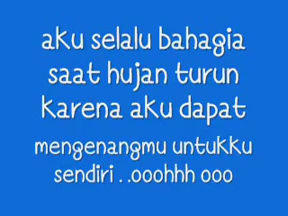 aku selalu bahagia
saat hujan turun
karena aku dapat
mengenangmu untukku
sendiri . .ooohhh ooo